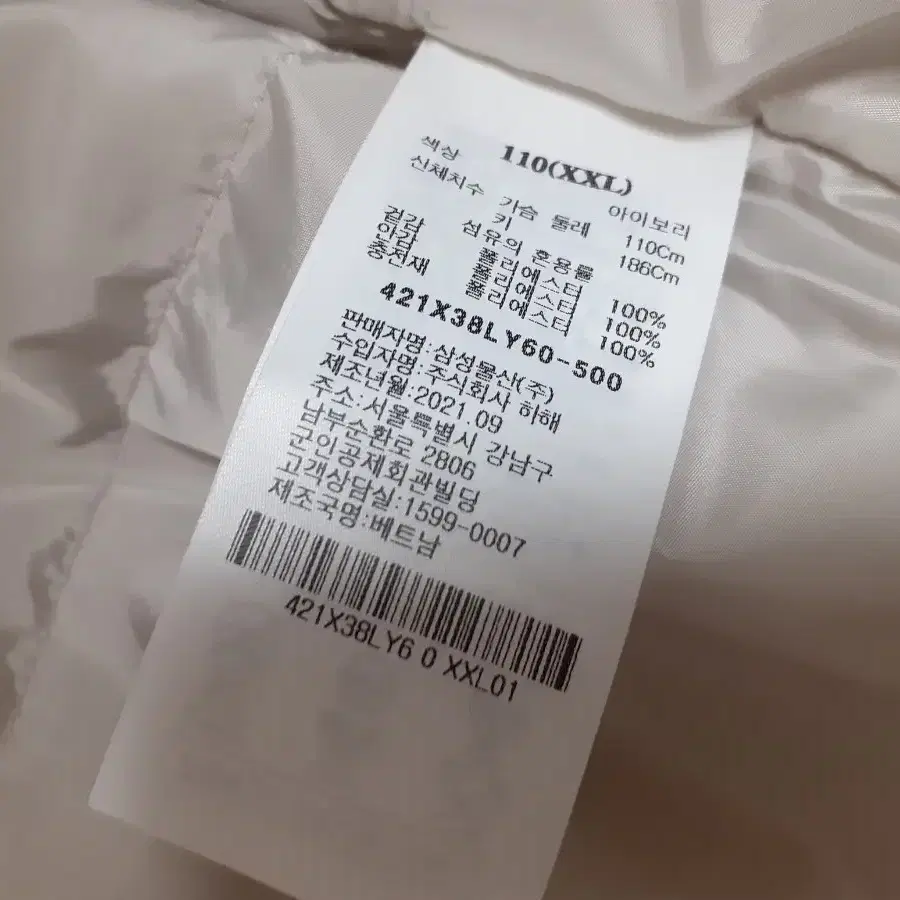 110(XXL)
색상 아이보리
신체치수 가슴 둘레 110Cm
키 186Cm
섬유의 혼용률
겉감 폴리에스터 100%
안감 폴리에스터 100%
충전재 폴리에스터 100%
421X38LY60-500
판매자명:삼성물산(주)
수입자명:주식회사 허해
제조년월:2021.09
주소:서울특별시 강남구
남부순환로 2806
군인공제회관빌딩
고객상담실:1599-0007
제조국명:베트남
421X38LY6 0 XXL01